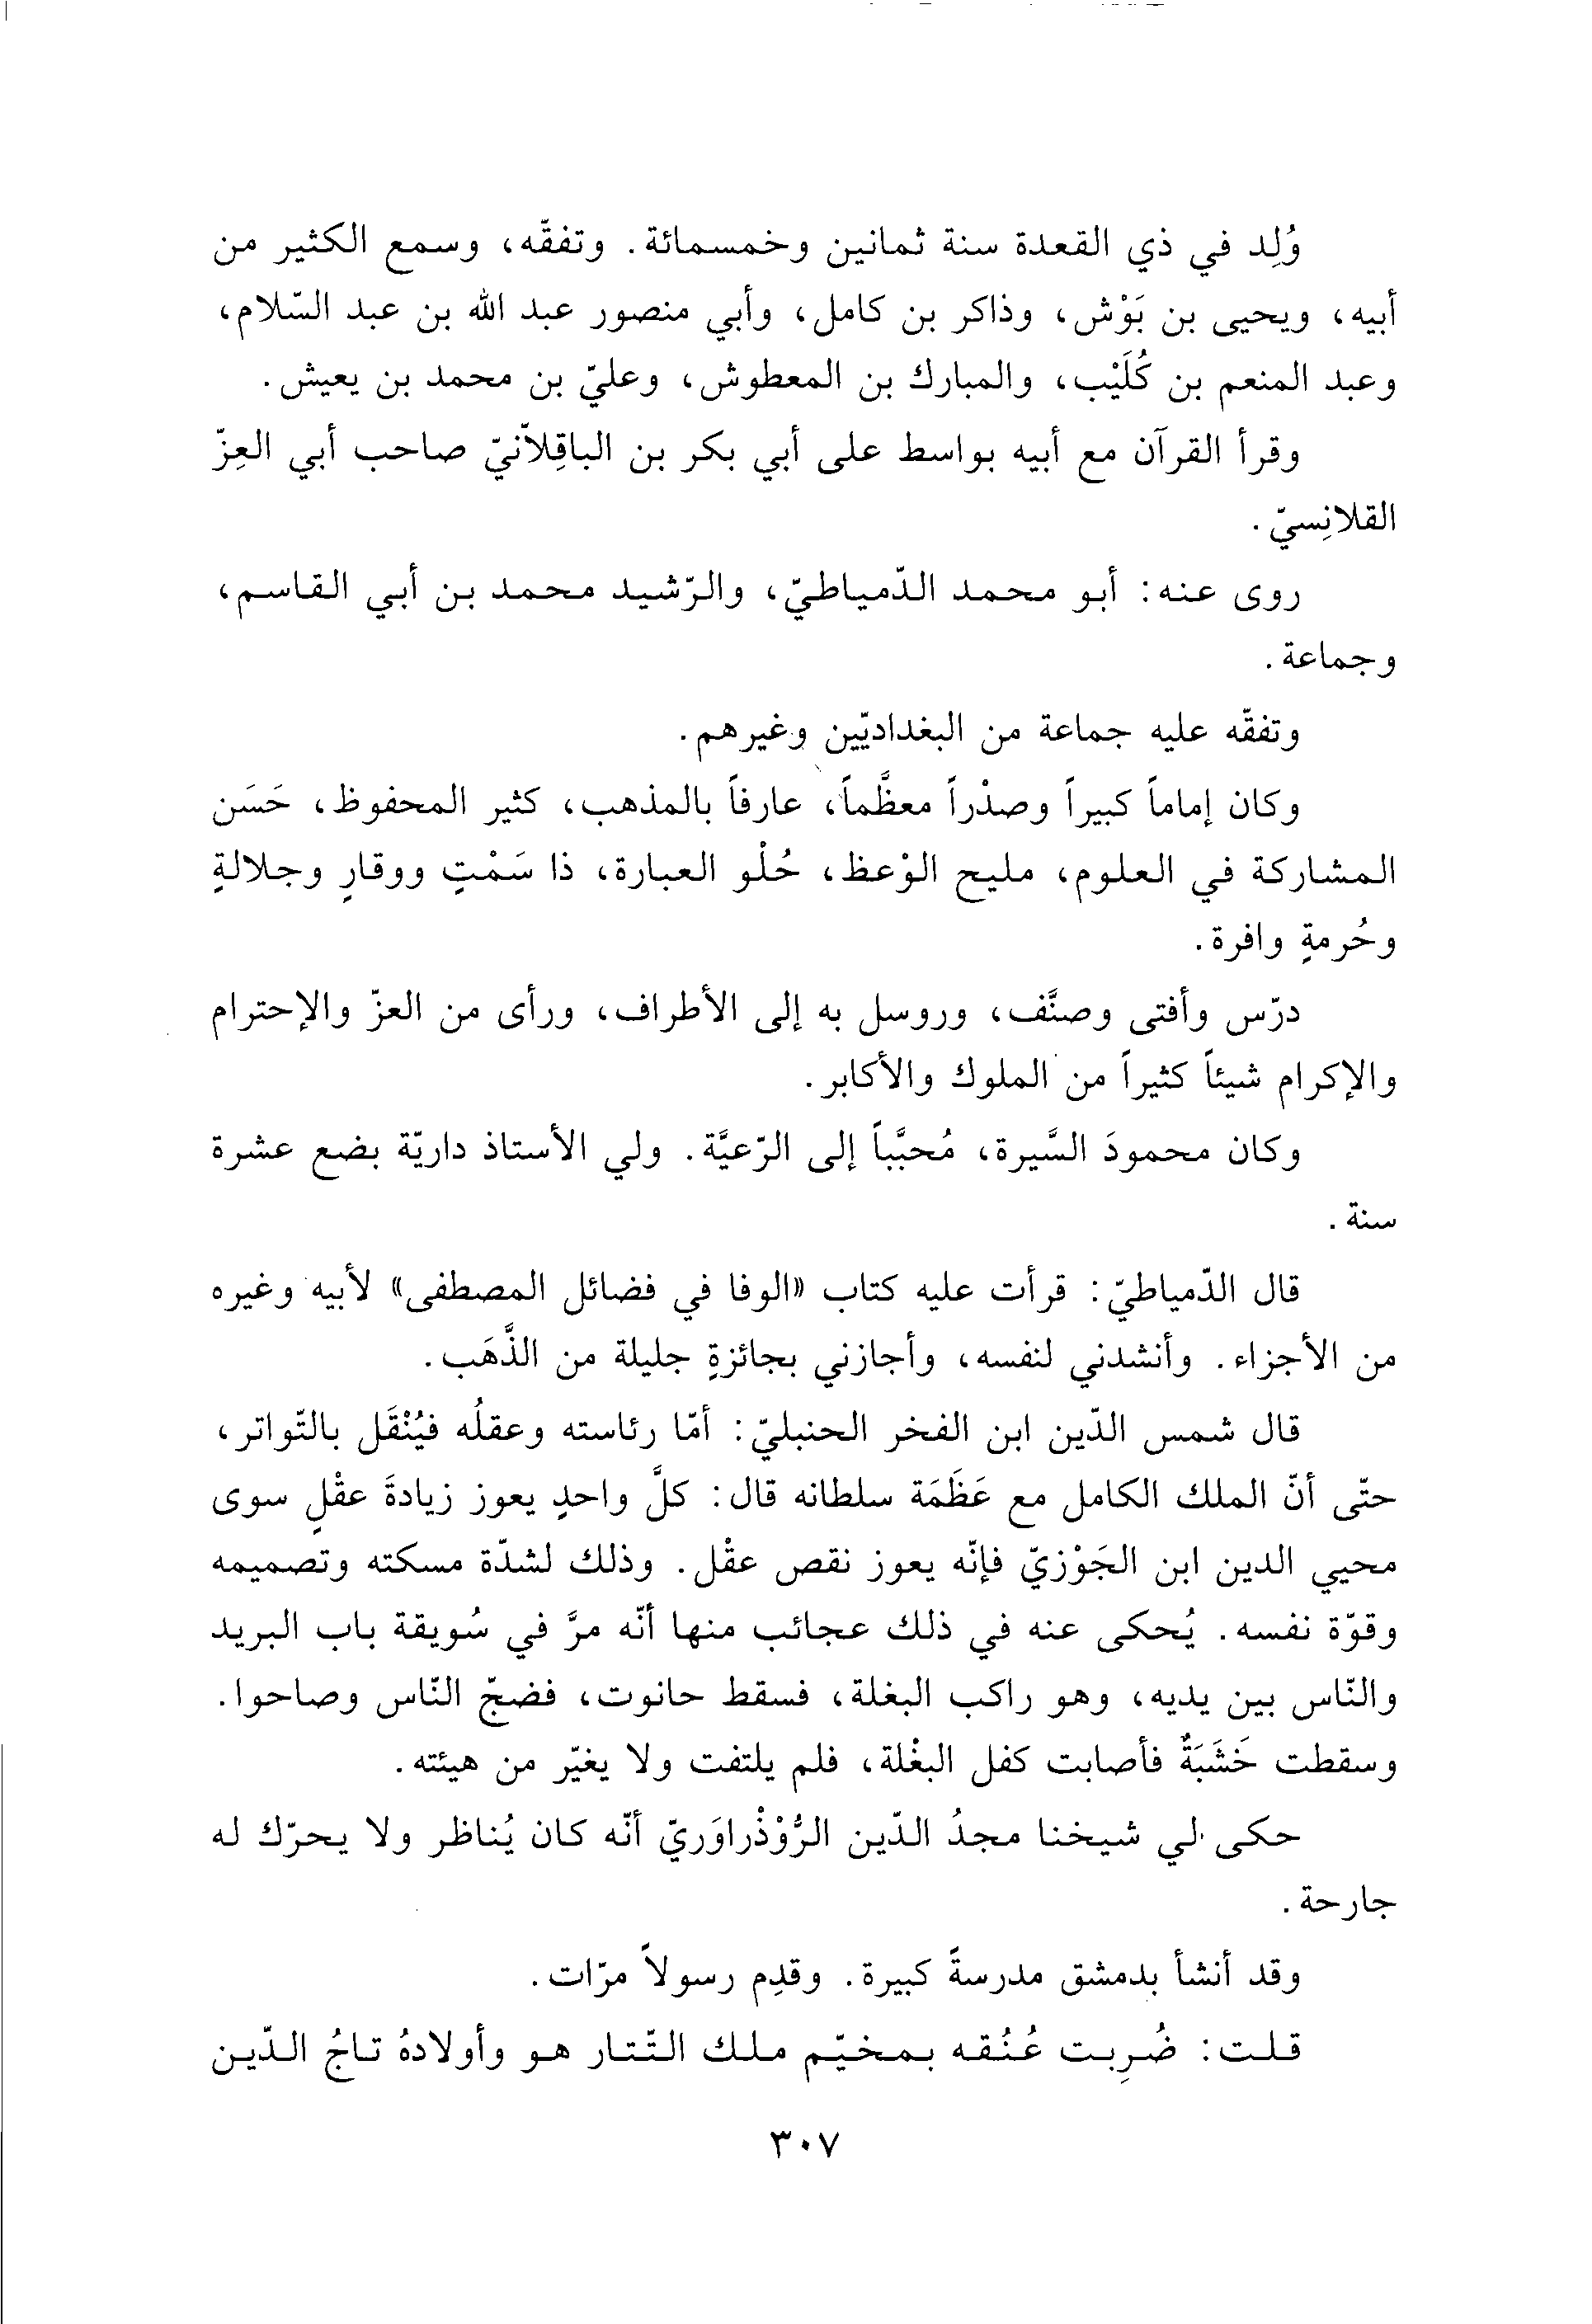 وُلِد في ذي القعدة سنة ثمانين وخمسمائة. وتفقّه، وسمع الكثير من
أبيه، ويحيى بن بَوْش، وذاكر بن كامل، وأبي منصور عبد الله بن عبد السّلام،
وعبد المنعم بن كُلَيْب، والمبارك بن المعطوش، وعليّ بن محمد بن يعيش.
وقرأ القرآن مع أبيه بواسط على أبي بكر بن الباقِلاّنيّ صاحب أبي العِزّ
القلانِسيّ.
روى عنه: أبو محمد الدّمياطيّ، والرّشيد محمد بن أبي القاسم،
وجماعة.
وتفقّه عليه جماعة من البغداديّين وغيرهم.
وكان إماماً كبيراً وصدْراً معظَّماً، عارفاً بالمذهب، كثير المحفوظ، حَسَن
المشاركة في العلوم، مليح الوْعظ، حُلْو العبارة، ذا سَمْتٍ ووقارٍ وجلالةٍ
وحُرمةٍ وافرة.
درّس وأفتى وصنَّف، وروسل به إلى الأطراف، ورأى من العزّ والإحترام
والإكرام شيئاً كثيراً من الملوك والأكابر.
وكان محمودَ السَّيرة، مُحبَّباً إلى الرّعيَّة. ولي الأستاذ داريّة بضع عشرة
سنة.
قال الدّمياطيّ: قرأت عليه كتاب «الوفا في فضائل المصطفى» لأبيه وغيره
من الأجزاء. وأنشدني لنفسه، وأجازني بجائزةٍ جليلة من الذَّهَب.
قال شمس الدّين ابن الفخر الحنبليّ: أمّا رئاسته وعقلُه فيُنْقَل بالتّواتر،
حتّى أنّ الملك الكامل مع عَظَمَة سلطانه قال: كلَّ واحدٍ يعوز زيادةَ عقْلٍ سوى
محيي الدين ابن الجَوْزيّ فإنّه يعوز نقص عقْل. وذلك لشدّة مسكته وتصميمه
وقوّة نفسه. يُحكى عنه في ذلك عجائب منها أنّه مرَّ في سُويقة باب البريد
والنّاس بين يديه، وهو راكب البغلة، فسقط حانوت، فضجّ النّاس وصاحوا.
وسقطت خَشَبَةٌ فأصابت كفل البغْلة، فلم يلتفت ولا يغيّر من هيئته.
حكى لي شيخنا مجدُ الدّين الرُّوْذْراوَريّ أنّه كان يُناظر ولا يحرّك له
جارحة.
وقد أنشأ بدمشق مدرسةً كبيرة. وقدِم رسولاً مرّات.
قلت: ضُرِبت عُنُقه بمخيّم ملك التّتار هو وأولادهُ تاجُ الدّين
٣٠٧